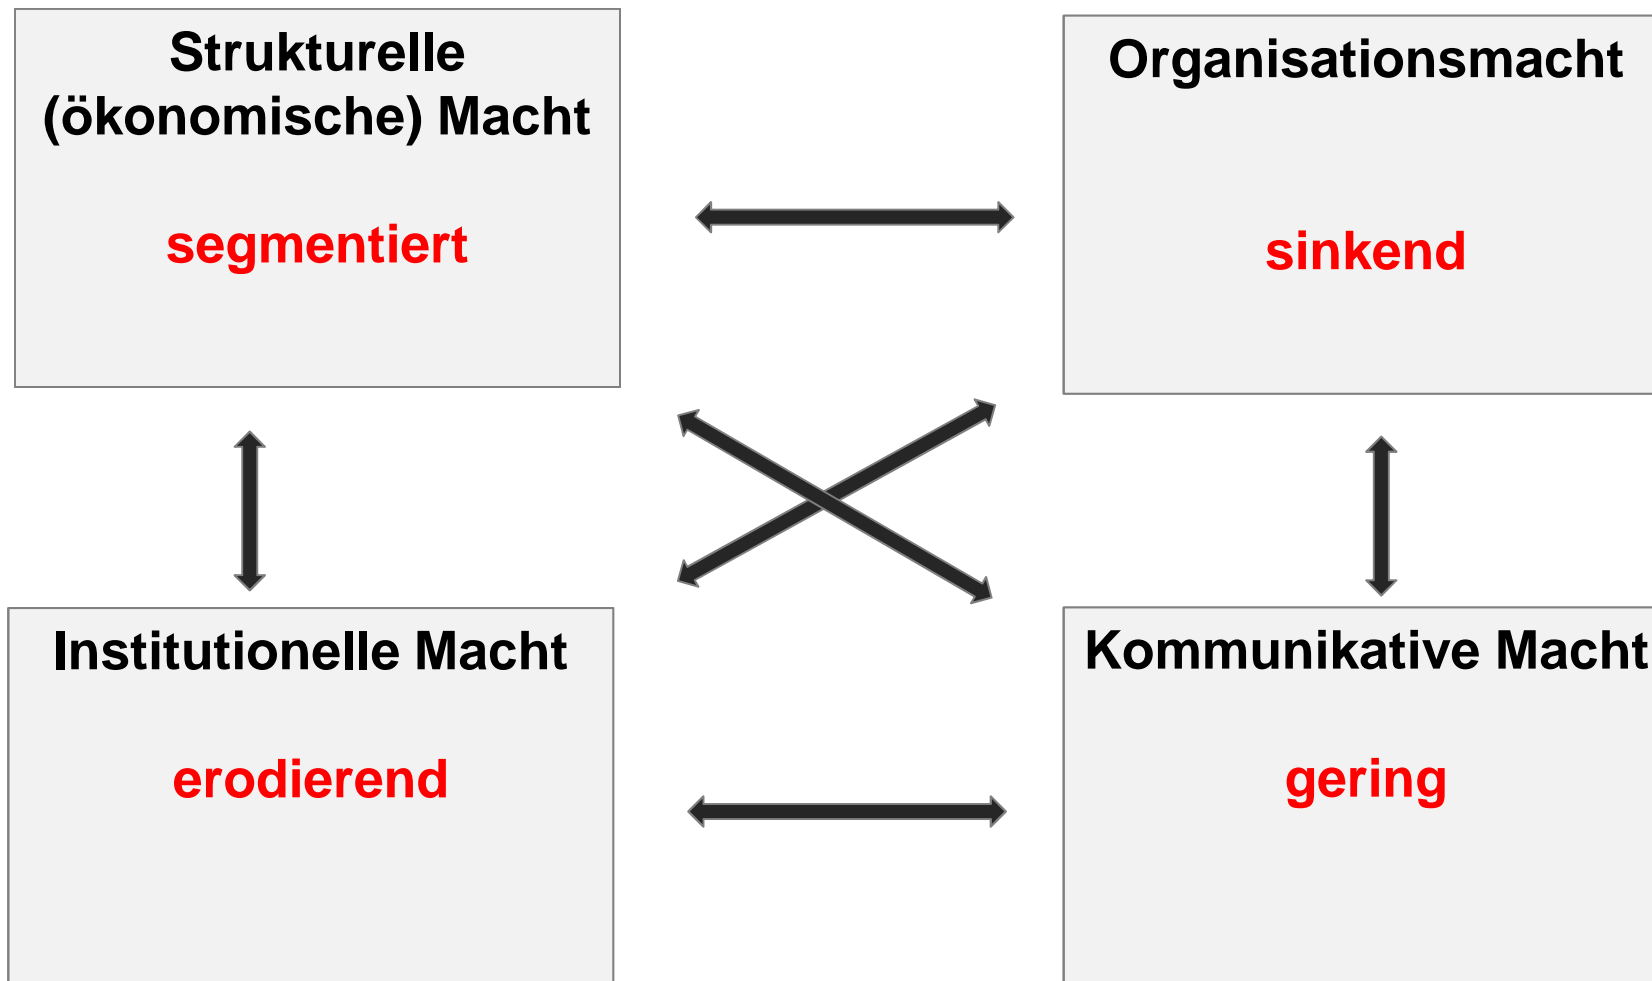 Strukturelle
(ökonomische) Macht
segmentiert
Organisationsmacht
sinkend
Institutionelle Macht
erodierend
Kommunikative Macht
gering